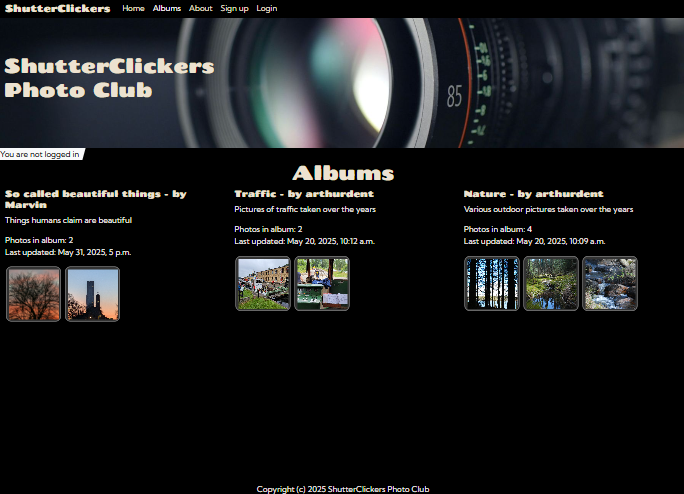 ShutterClickers Home Albums About Sign up Login
ShutterClickers
Photo Club
85
You are not logged in
Albums
So called beautiful things - by
Marvin
Things humans claim are beautiful
Photos in album: 2
Last updated: May 31, 2025, 5 p.m.
Traffic - by arthurdent
Pictures of traffic taken over the years
Photos in album: 2
Last updated: May 20, 2025, 10:12 a.m.
Nature - by arthurdent
Various outdoor pictures taken over the years
Photos in album: 4
Last updated: May 20, 2025, 10:09 a.m.
Copyright (c) 2025 ShutterClickers Photo Club